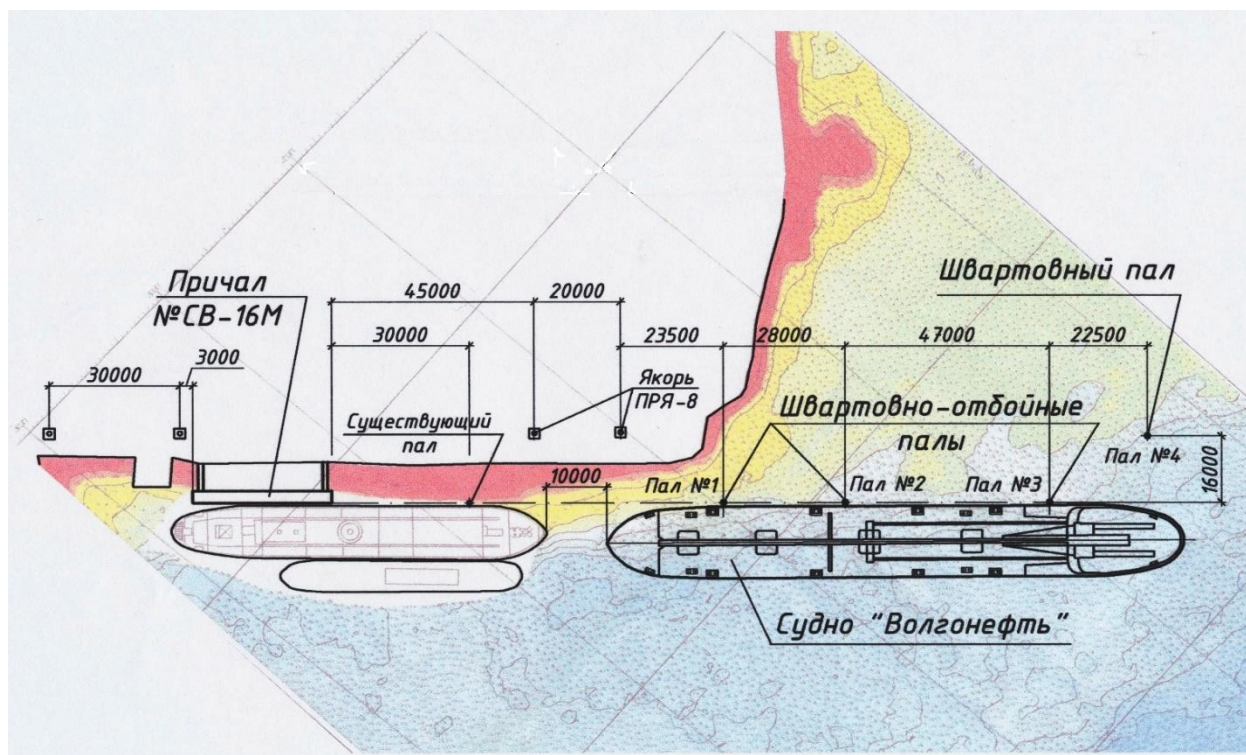 Причал
№СВ-16М
Швартовный пал
45000
20000
30000
23500
28000
47000
22500
30000
3000
Якорь
ПРЯ-8
Существующий
пал
Швартовно-отбойные
палы
10000
Пал №1
Пал №2
Пал №3
Пал №4
16000
Судно "Волгонефть"